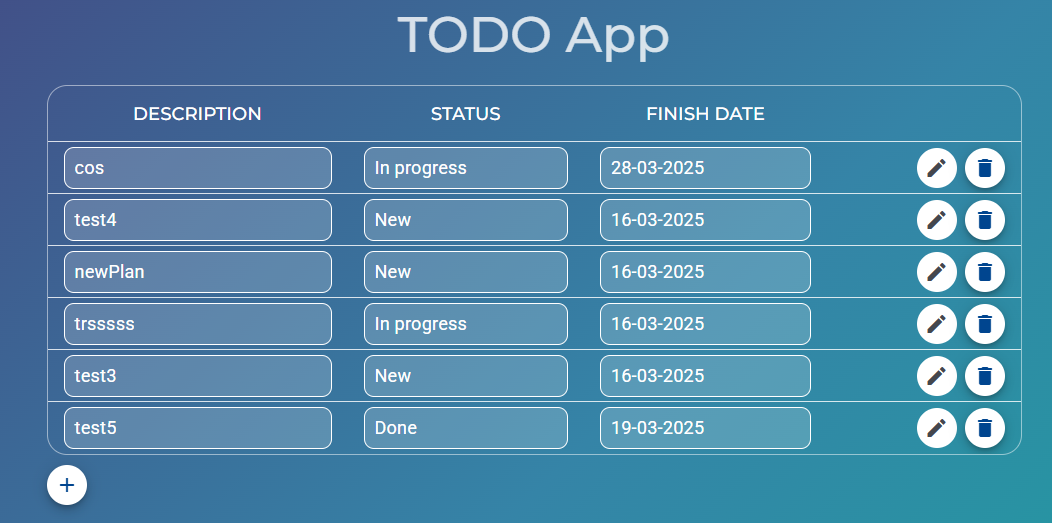 TODO App
DESCRIPTION STATUS FINISH DATE
cos In progress 28-03-2025
test4 New 16-03-2025
newPlan New 16-03-2025
trsssss In progress 16-03-2025
test3 New 16-03-2025
test5 Done 19-03-2025
+